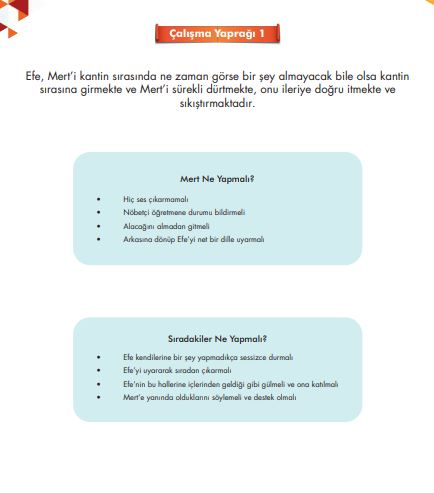 Çalışma Yaprağı 1
Efe, Mert’i kantin sırasında ne zaman görse bir şey almayacak bile olsa kantin
sırasına girmekte ve Mert’i sürekli dürtmekte, onu ileriye doğru itmekte ve
sıkıştırmaktadır.
Mert Ne Yapmalı?
• Hiç ses çıkarmamalı
• Nöbetçi öğretmene durumu bildirmeli
• Alacağını almadan gitmeli
• Arkasına dönüp Efe’yi net bir dille uyarmalı
Sıradakiler Ne Yapmalı?
• Efe kendilerine bir şey yapmadıkça sessizce durmalı
• Efe’yi uyararak sıradan çıkarmalı
• Efe’nin bu hallerine içlerinden geldiği gibi gülmeli ve ona katılmalı
• Mert’e yanında olduklarını söylemeli ve destek olmalı